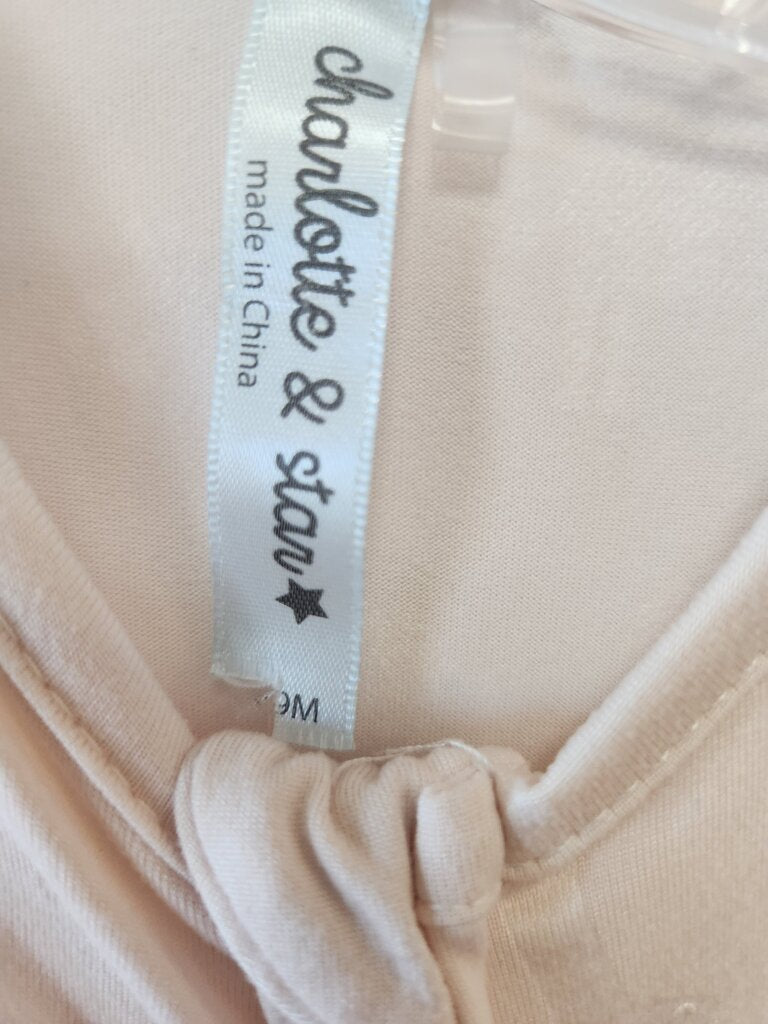 charlotte & star★
made in China
9M